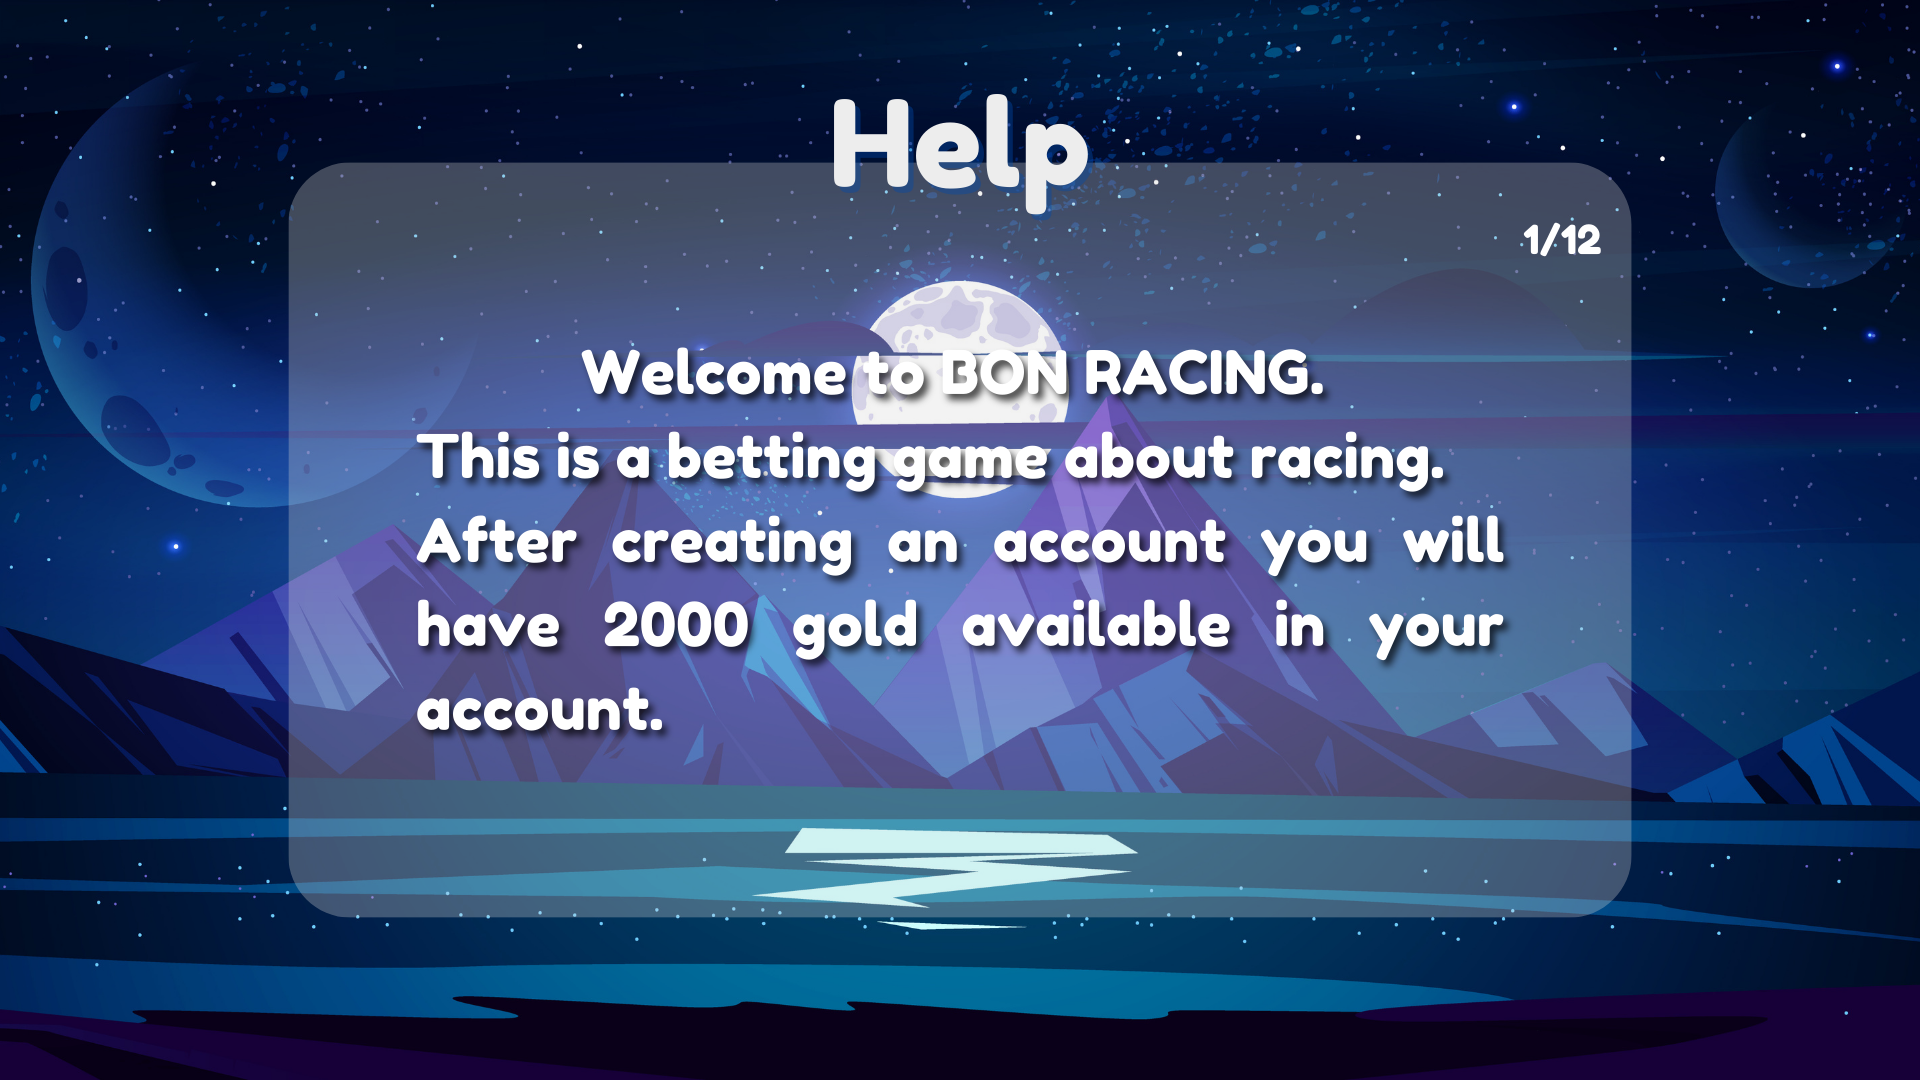 Help
1/12
Welcome to BON RACING.
This is a betting game about racing.
After creating an account you will
have 2000 gold available in your
account.